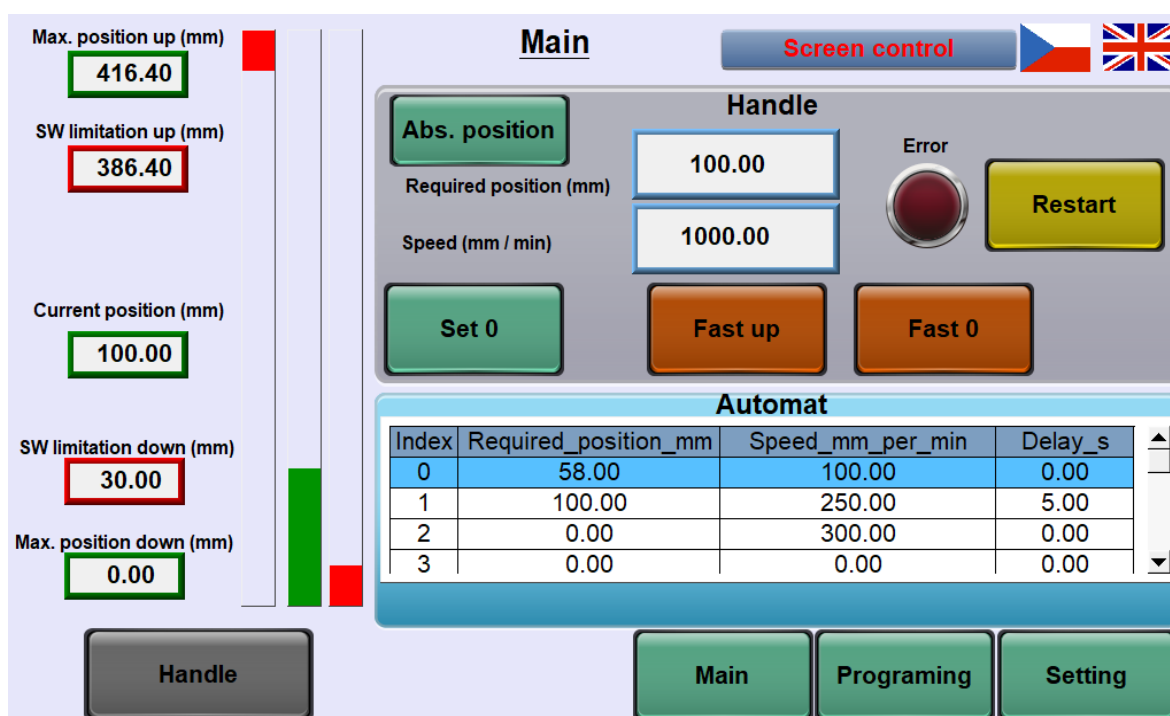 Max. position up (mm)
416.40
SW limitation up (mm)
386.40
Current position (mm)
100.00
SW limitation down (mm)
30.00
Max. position down (mm)
0.00
Handle
Main
Screen control
Handle
Abs. position
Required position (mm)
100.00
Speed (mm / min)
1000.00
Error
Restart
Set 0
Fast up
Fast 0
Automat
Index Required_position_mm Speed_mm_per_min Delay_s
0 58.00 100.00 0.00
1 100.00 250.00 5.00
2 0.00 300.00 0.00
3 0.00 0.00 0.00
Main
Programing
Setting